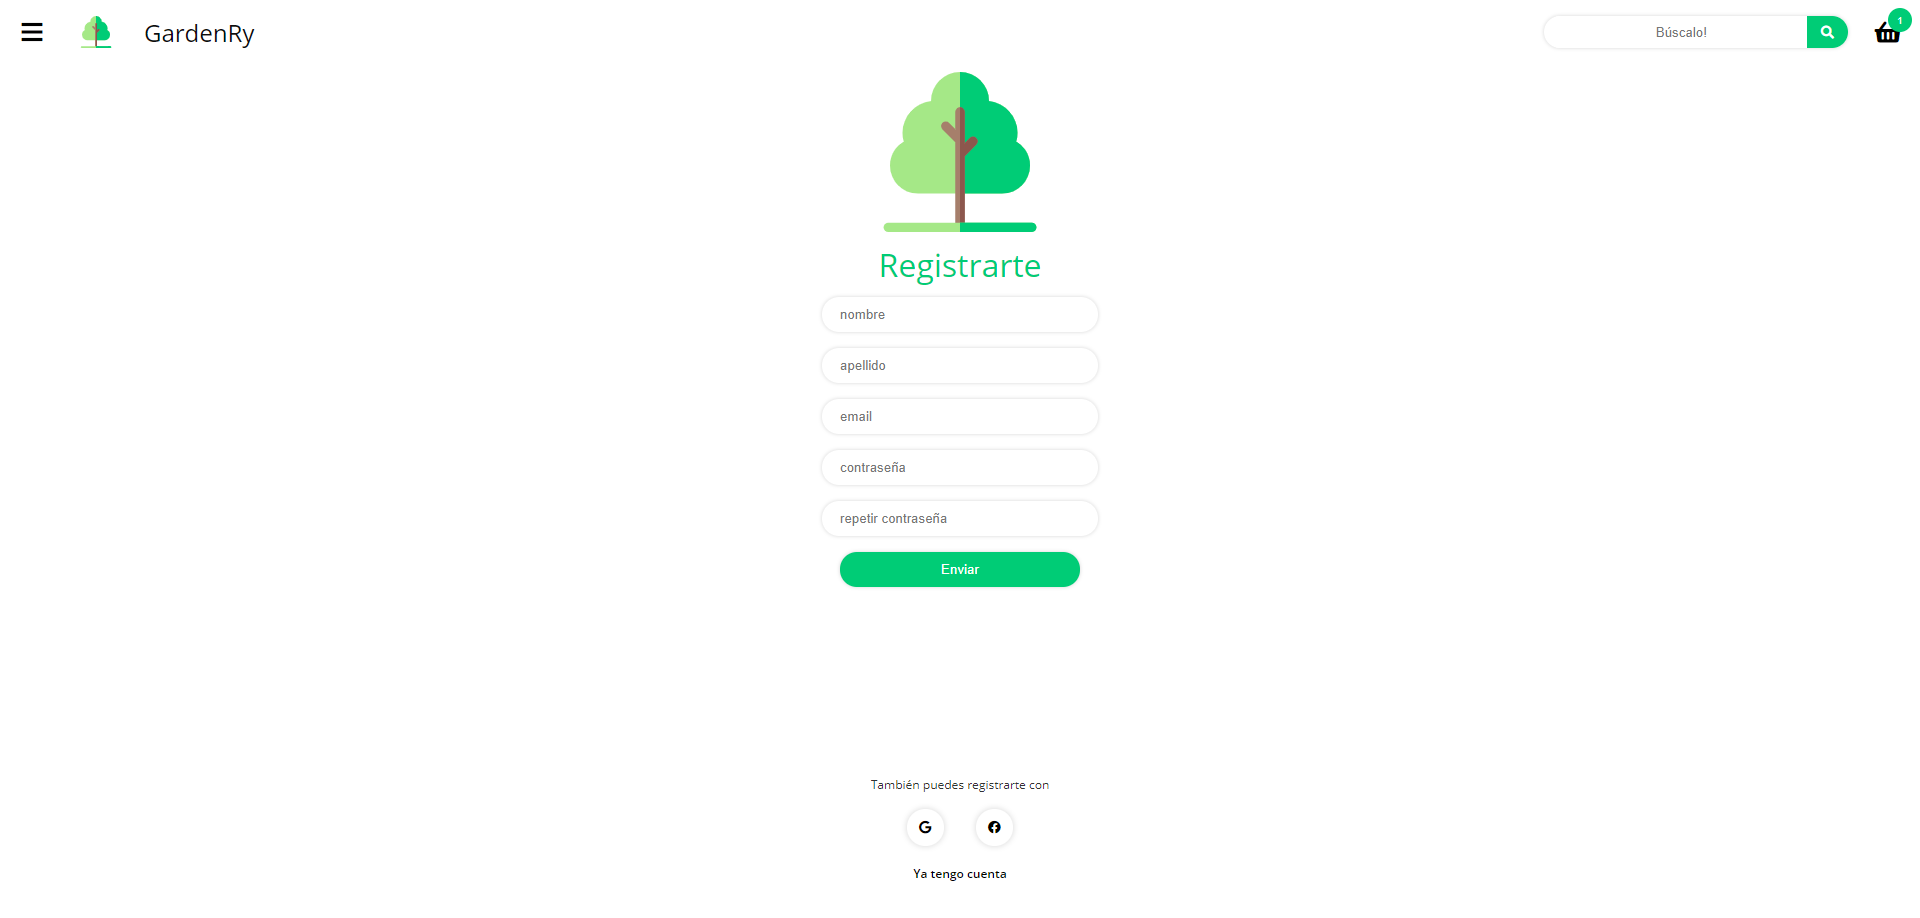 GardenRy
Búscalo!
1
Registrarte
nombre
apellido
email
contraseña
repetir contraseña
Enviar
También puedes registrarte con
Ya tengo cuenta